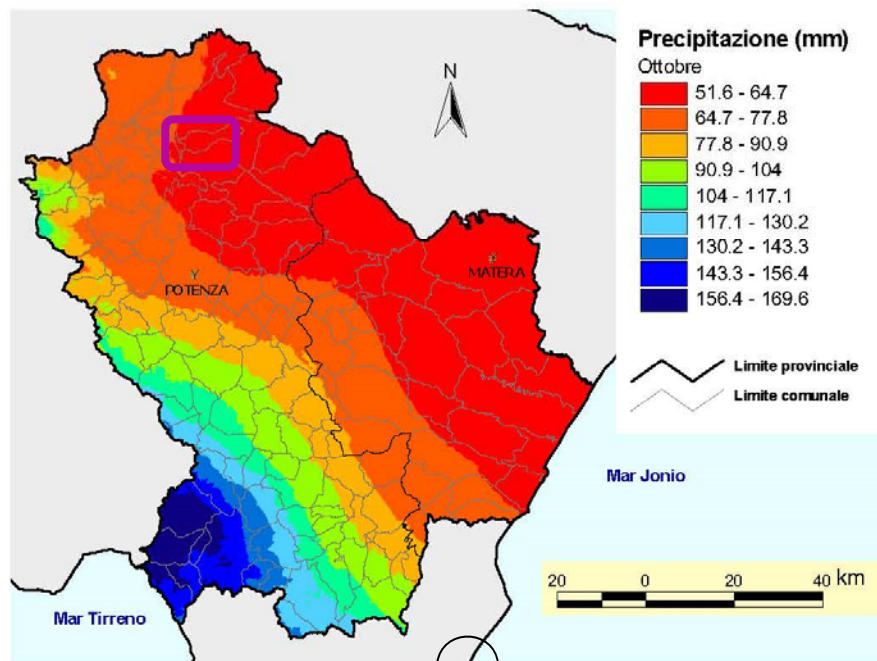 Precipitazione (mm)
Ottobre
51.6 - 64.7
64.7 - 77.8
77.8 - 90.9
90.9 - 104
104 - 117.1
117.1 - 130.2
130.2 - 143.3
143.3 - 156.4
156.4 - 169.6
Limite provinciale
Limite comunale
N
MATERA
POTENZA
Mar Jonio
20 0 20 40 km
Mar Tirreno